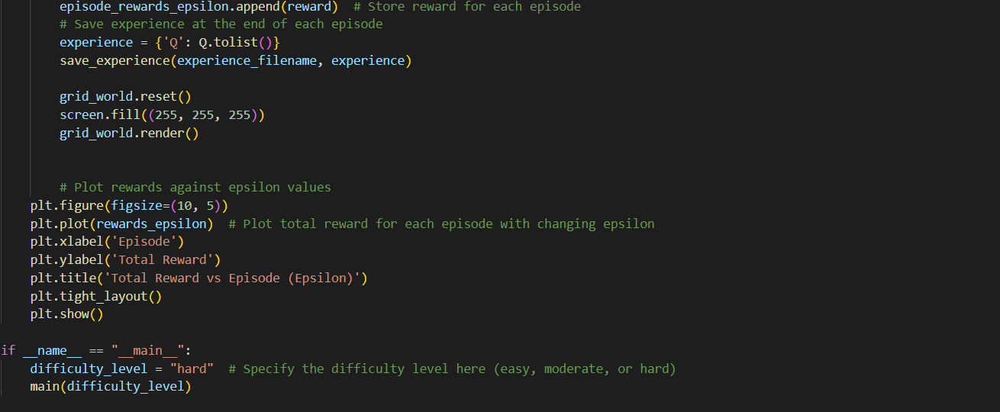 episode_rewards_epsilon.append(reward)  # Store reward for each episode
        # Save experience at the end of each episode
        experience = {'Q': Q.tolist()}
        save_experience(experience_filename, experience)

        grid_world.reset()
        screen.fill((255, 255, 255))
        grid_world.render()


        # Plot rewards against epsilon values
    plt.figure(figsize=(10, 5))
    plt.plot(rewards_epsilon)  # Plot total reward for each episode with changing epsilon
    plt.xlabel('Episode')
    plt.ylabel('Total Reward')
    plt.title('Total Reward vs Episode (Epsilon)')
    plt.tight_layout()
    plt.show()

if __name__ == "__main__":
    difficulty_level = "hard"  # Specify the difficulty level here (easy, moderate, or hard)
    main(difficulty_level)